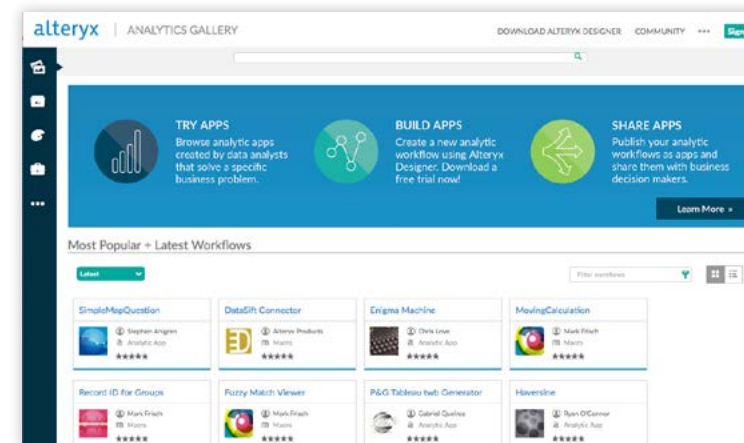 alteryx | ANALYTICS GALLERY
DOWNLOAD ALTERYX DESIGNER COMMUNITY ••• Sign
TRY APPS
Browse analytic apps
created by data analysts
that solve a specific
business problem.
BUILD APPS
Create a new analytic
workflow using Alteryx
Designer. Download a
free trial now!
SHARE APPS
Publish your analytic
workflows as apps and
share them with business
decision makers.
Learn More »
Most Popular + Latest Workflows
Latest
Filter workflows
SimpleMapQuestion
Stephen Ahlgren
Analytic App
DataSift Connector
Alteryx Products
Macro
Enigma Machine
Chris Love
Analytic App
MovingCalculation
Mark Frisch
Macro
Record ID for Groups
Mark Frisch
Macro
Fuzzy Match Viewer
Mark Frisch
Macro
P&G Tableau twb Generator
Gabriel Queiroz
Analytic App
Haversine
Ryan O'Connor
Analytic App